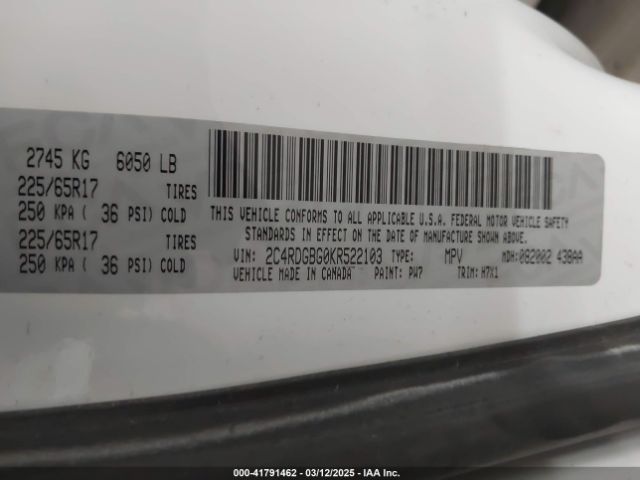 2745 KG 6050 LB
225/65R17 TIRES
250 KPA ( 36 PSI) COLD
225/65R17 TIRES
250 KPA ( 36 PSI) COLD
THIS VEHICLE CONFORMS TO ALL APPLICABLE U.S.A. FEDERAL MOTOR VEHICLE SAFETY
STANDARDS IN EFFECT ON THE DATE OF MANUFACTURE SHOWN ABOVE.
VIN: 2C4RDGBG0KR522103 TYPE: MPV MDH: 082002 438AA
VEHICLE MADE IN CANADA PAINT: PW7 TRIM: H7X1
000-41791462 | 03/12/2025 | IAA Inc.